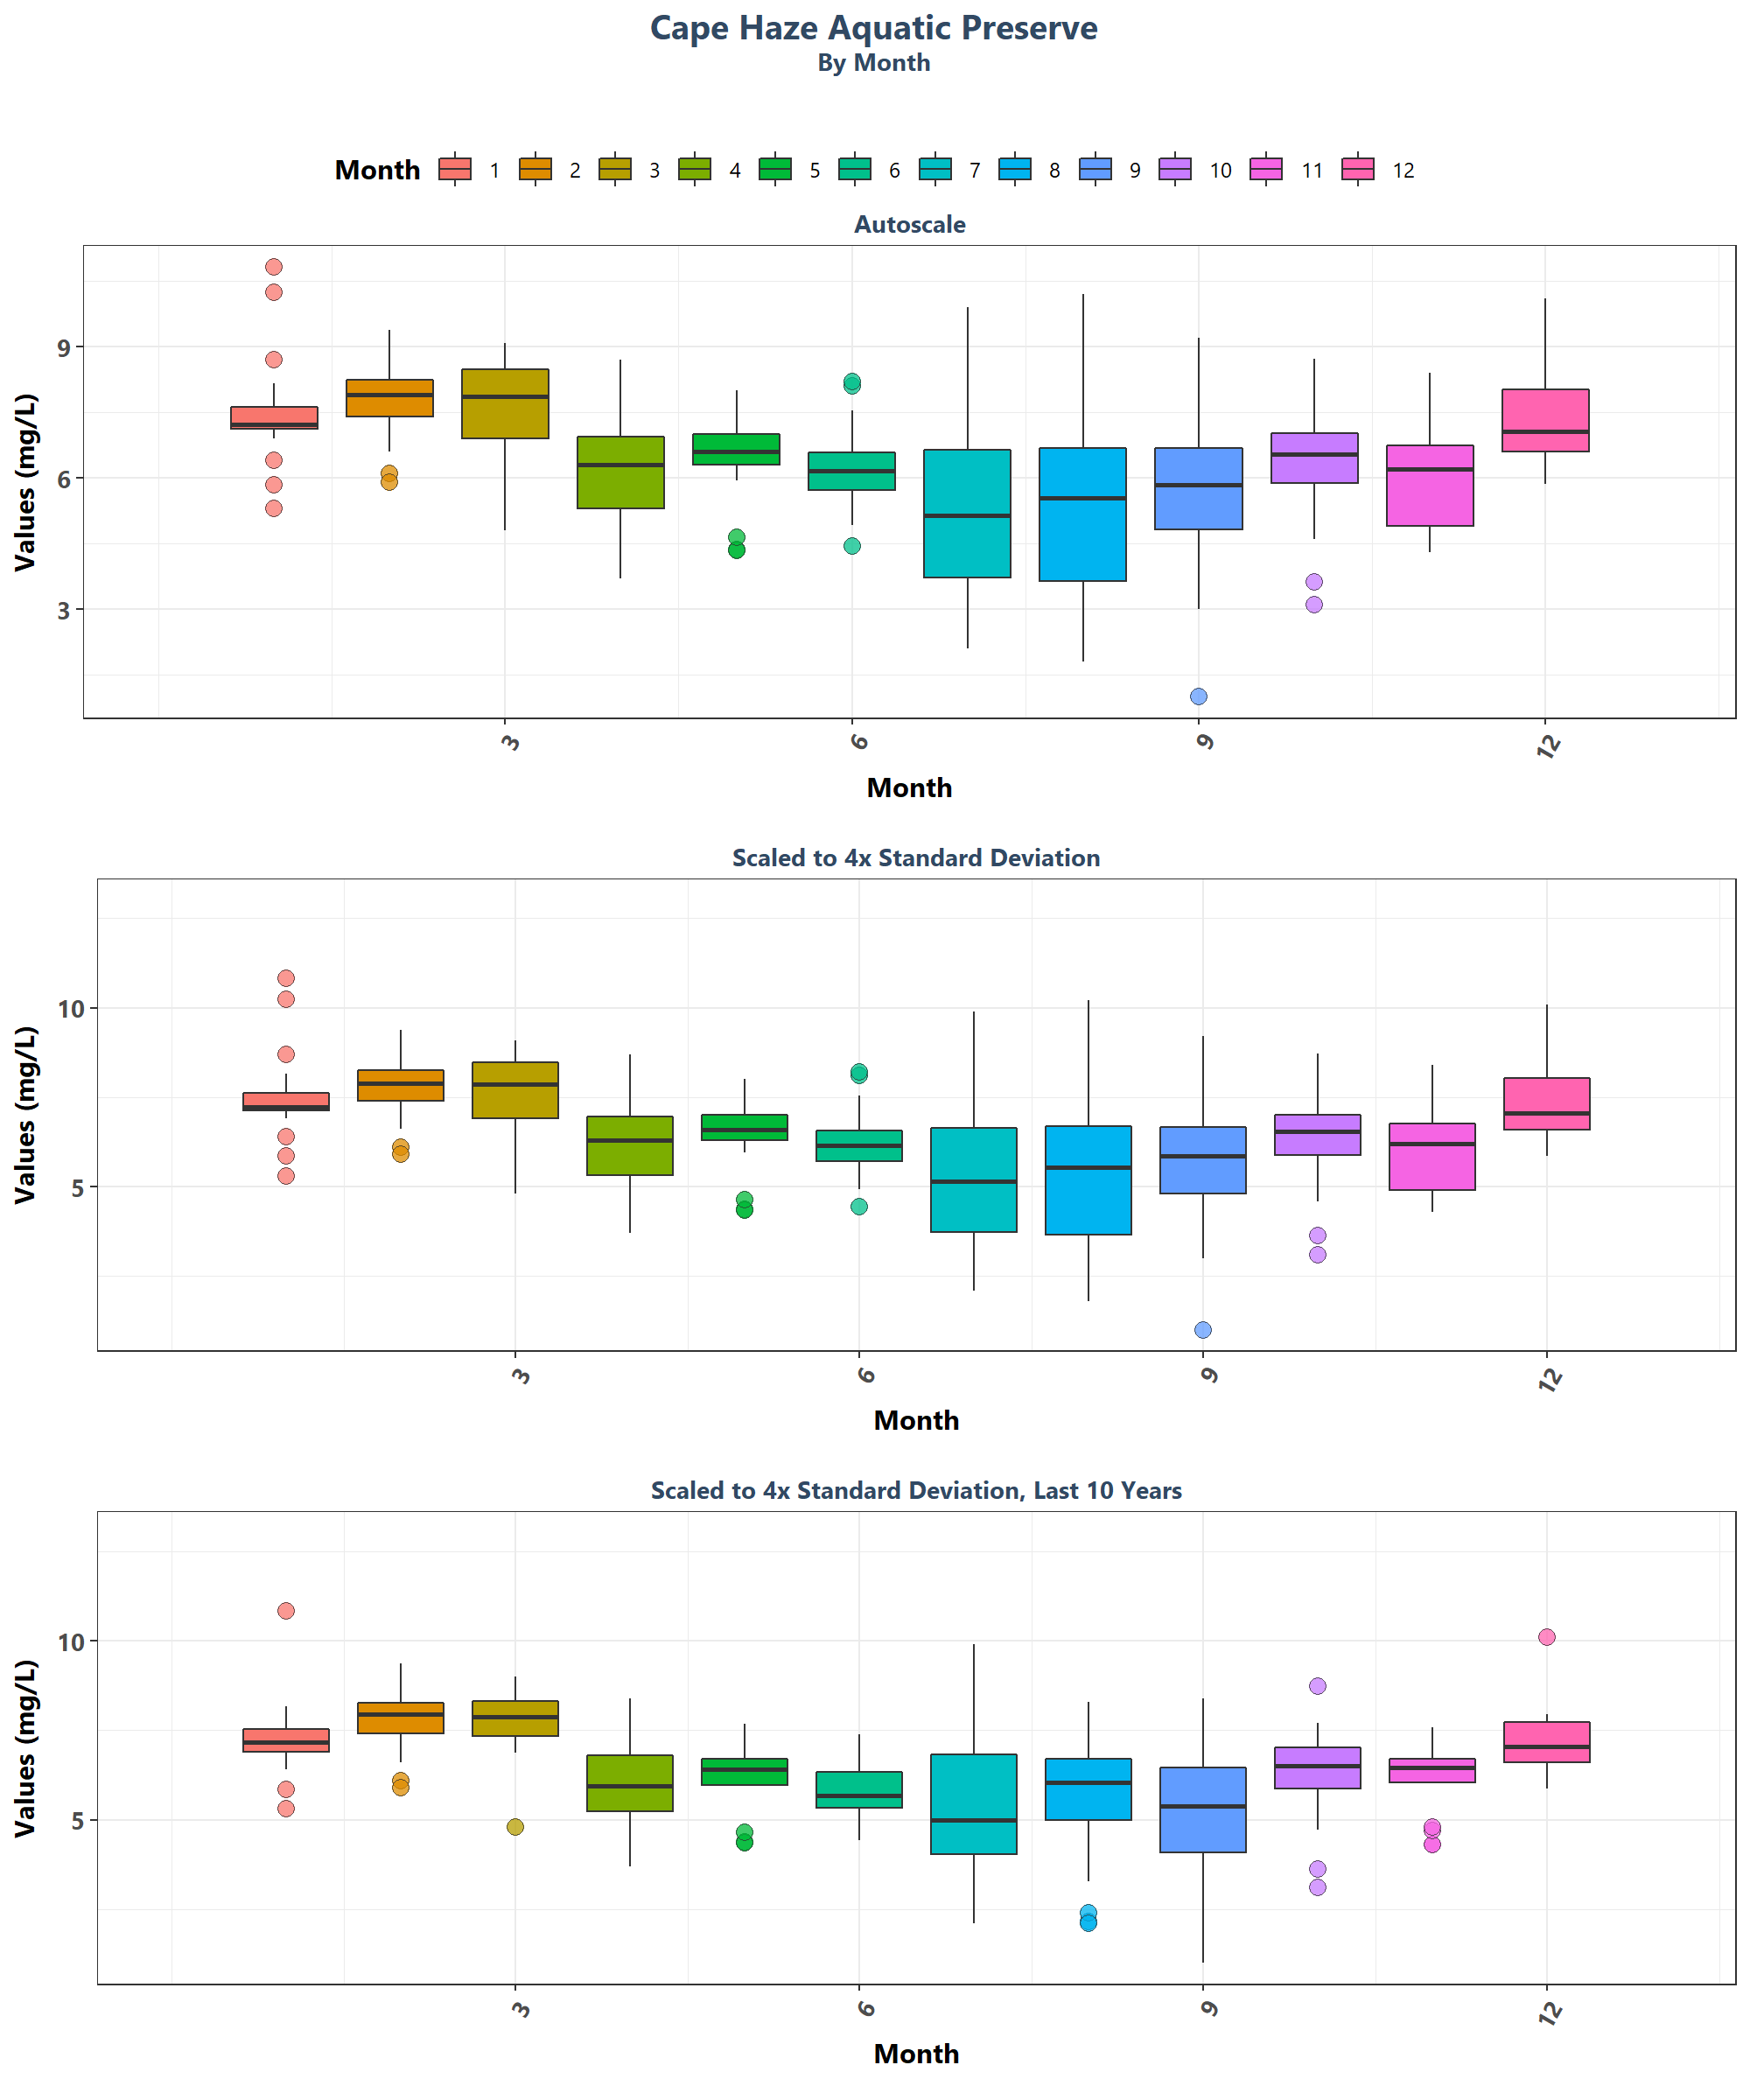 Cape Haze Aquatic Preserve
By Month
Month 1 2 3 4 5 6 7 8 9 10 11 12
Autoscale
Values (mg/L)
9
6
3
3 6 9 12
Month
Scaled to 4x Standard Deviation
Values (mg/L)
10
5
3 6 9 12
Month
Scaled to 4x Standard Deviation, Last 10 Years
Values (mg/L)
10
5
3 6 9 12
Month